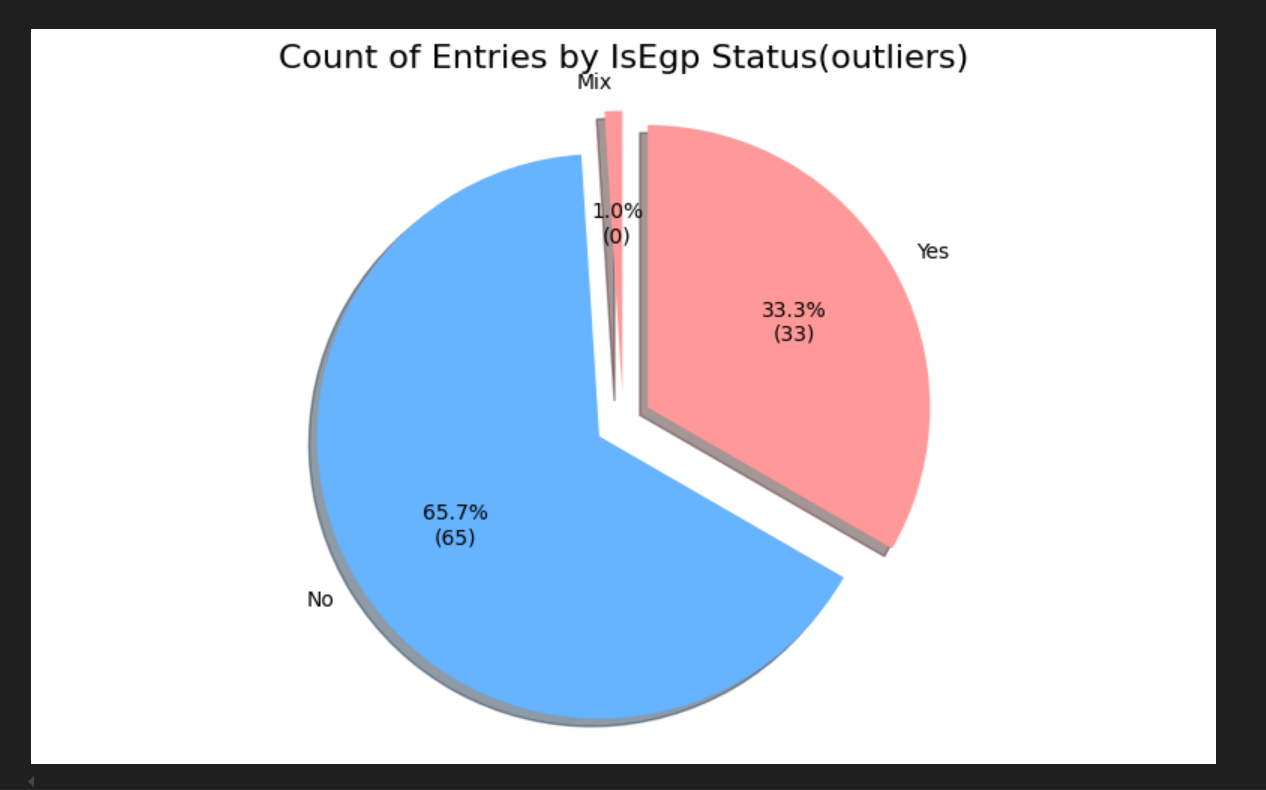 Count of Entries by IsEgp Status(outliers)
Mix
1.0%
(0)
Yes
33.3%
(33)
65.7%
(65)
No